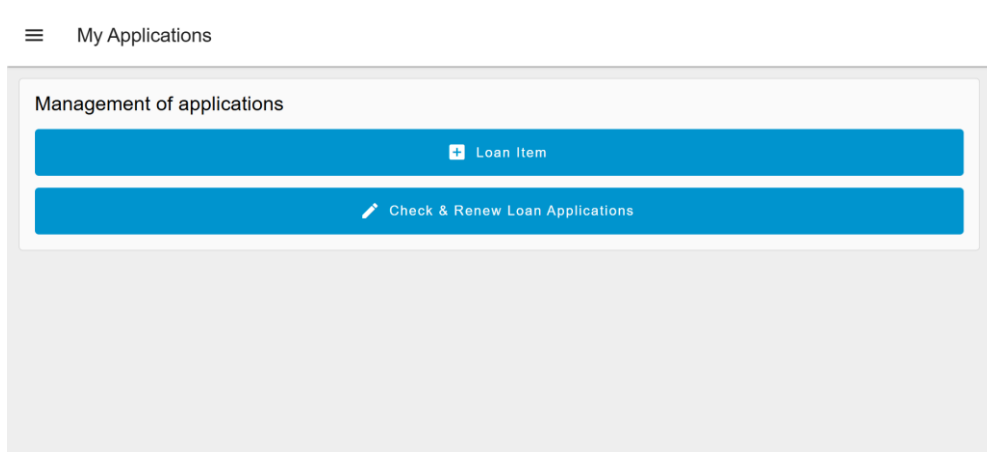 My Applications
Management of applications
Loan Item
Check & Renew Loan Applications